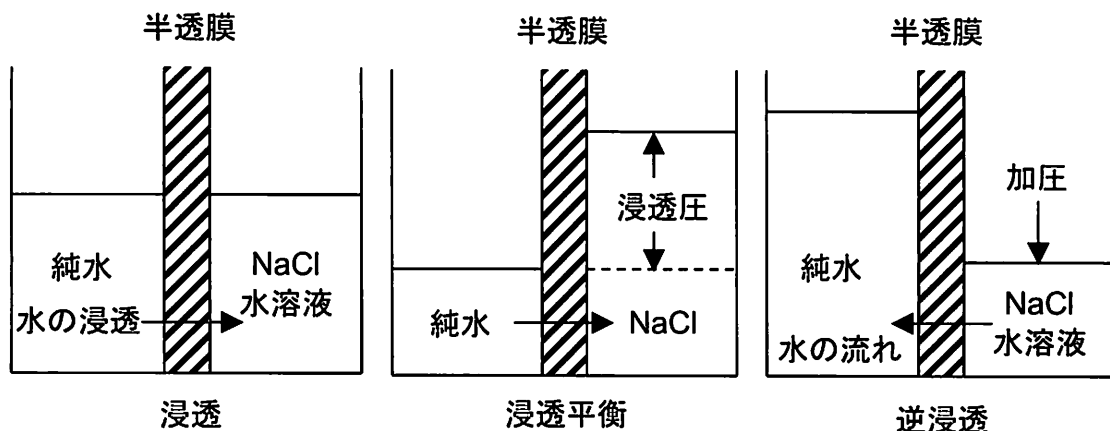 半透膜
純水
水の浸透
NaCl
水溶液
浸透
半透膜
浸透圧
純水
NaCl
浸透平衡
半透膜
加圧
純水
水の流れ
NaCl
水溶液
逆浸透